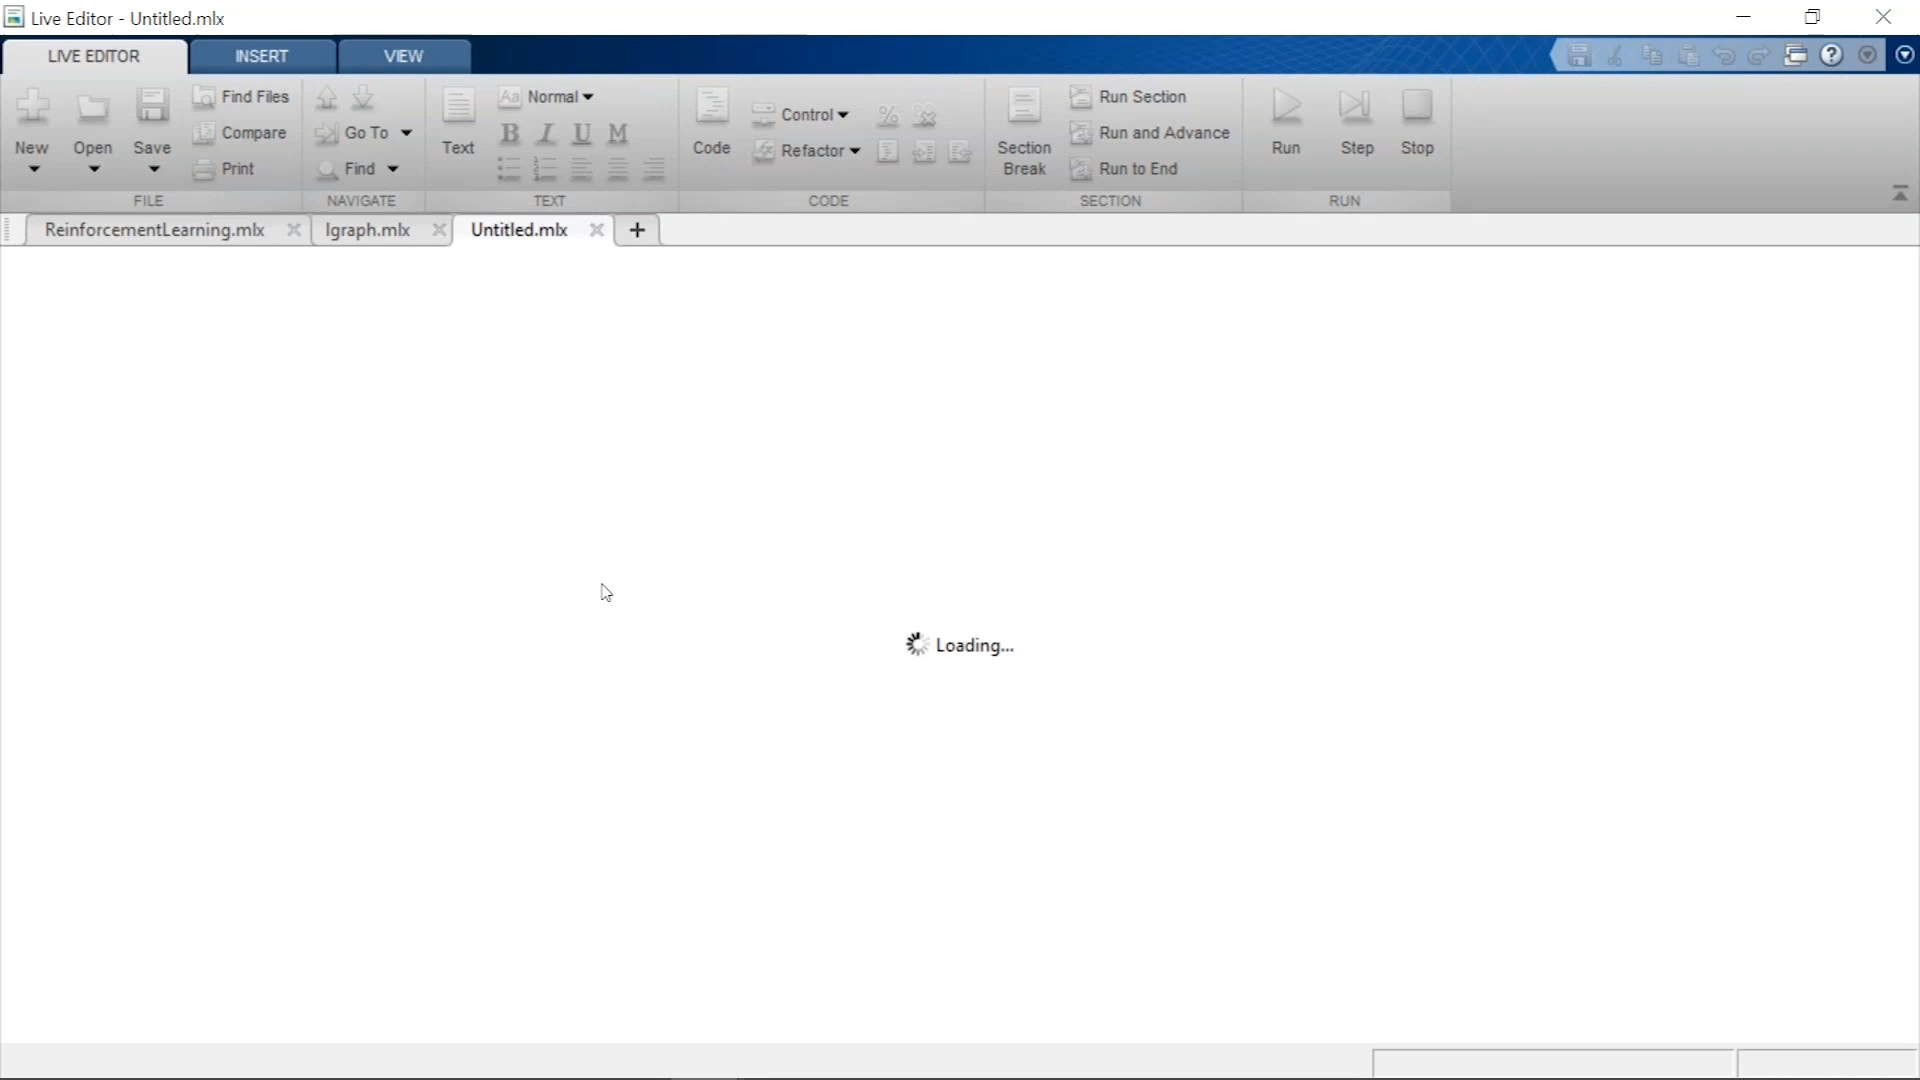 Live Editor - Untitled.mlx
LIVE EDITOR INSERT VIEW
New Open Save Find Files Compare Print
FILE
Go To Find
NAVIGATE
Text Aa Normal
B I U M
TEXT
Code Control Refactor
CODE
Section Break Run Section Run and Advance Run to End
SECTION
Run Step Stop
RUN
ReinforcementLearning.mlx Igraph.mlx Untitled.mlx +
Loading...